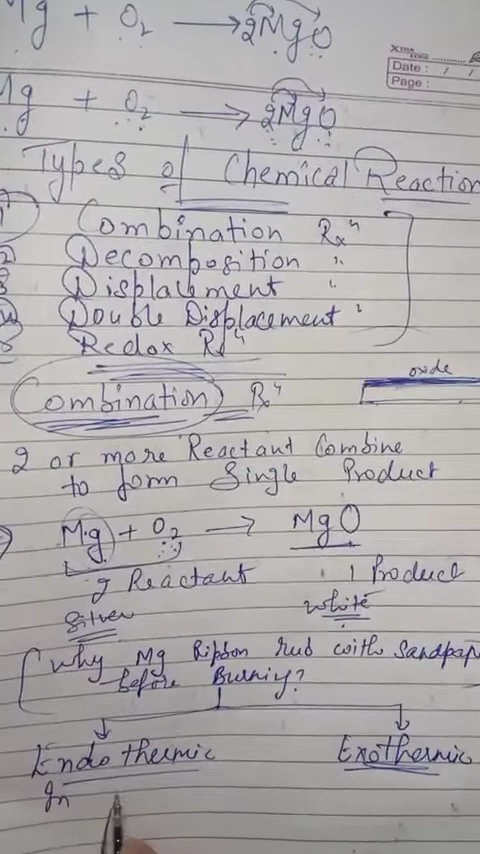 Mg + O2 → 2MgO
Date : / /
Page :
Mg + O2 → 2MgO
Types of Chemical Reaction
1 Combination Rxn
2 Decomposition "
3 Displacement "
4 Double Displacement "
5 Redox Rxn
oxide
Combination Rxn
2 or more Reactant Combine
to form Single Product
Mg + O2 → MgO
2 Reactant 1 Product
Silver white
Why Mg Ribbon rub with Sandpap
before Burning?
Endothermic Exothermic
In